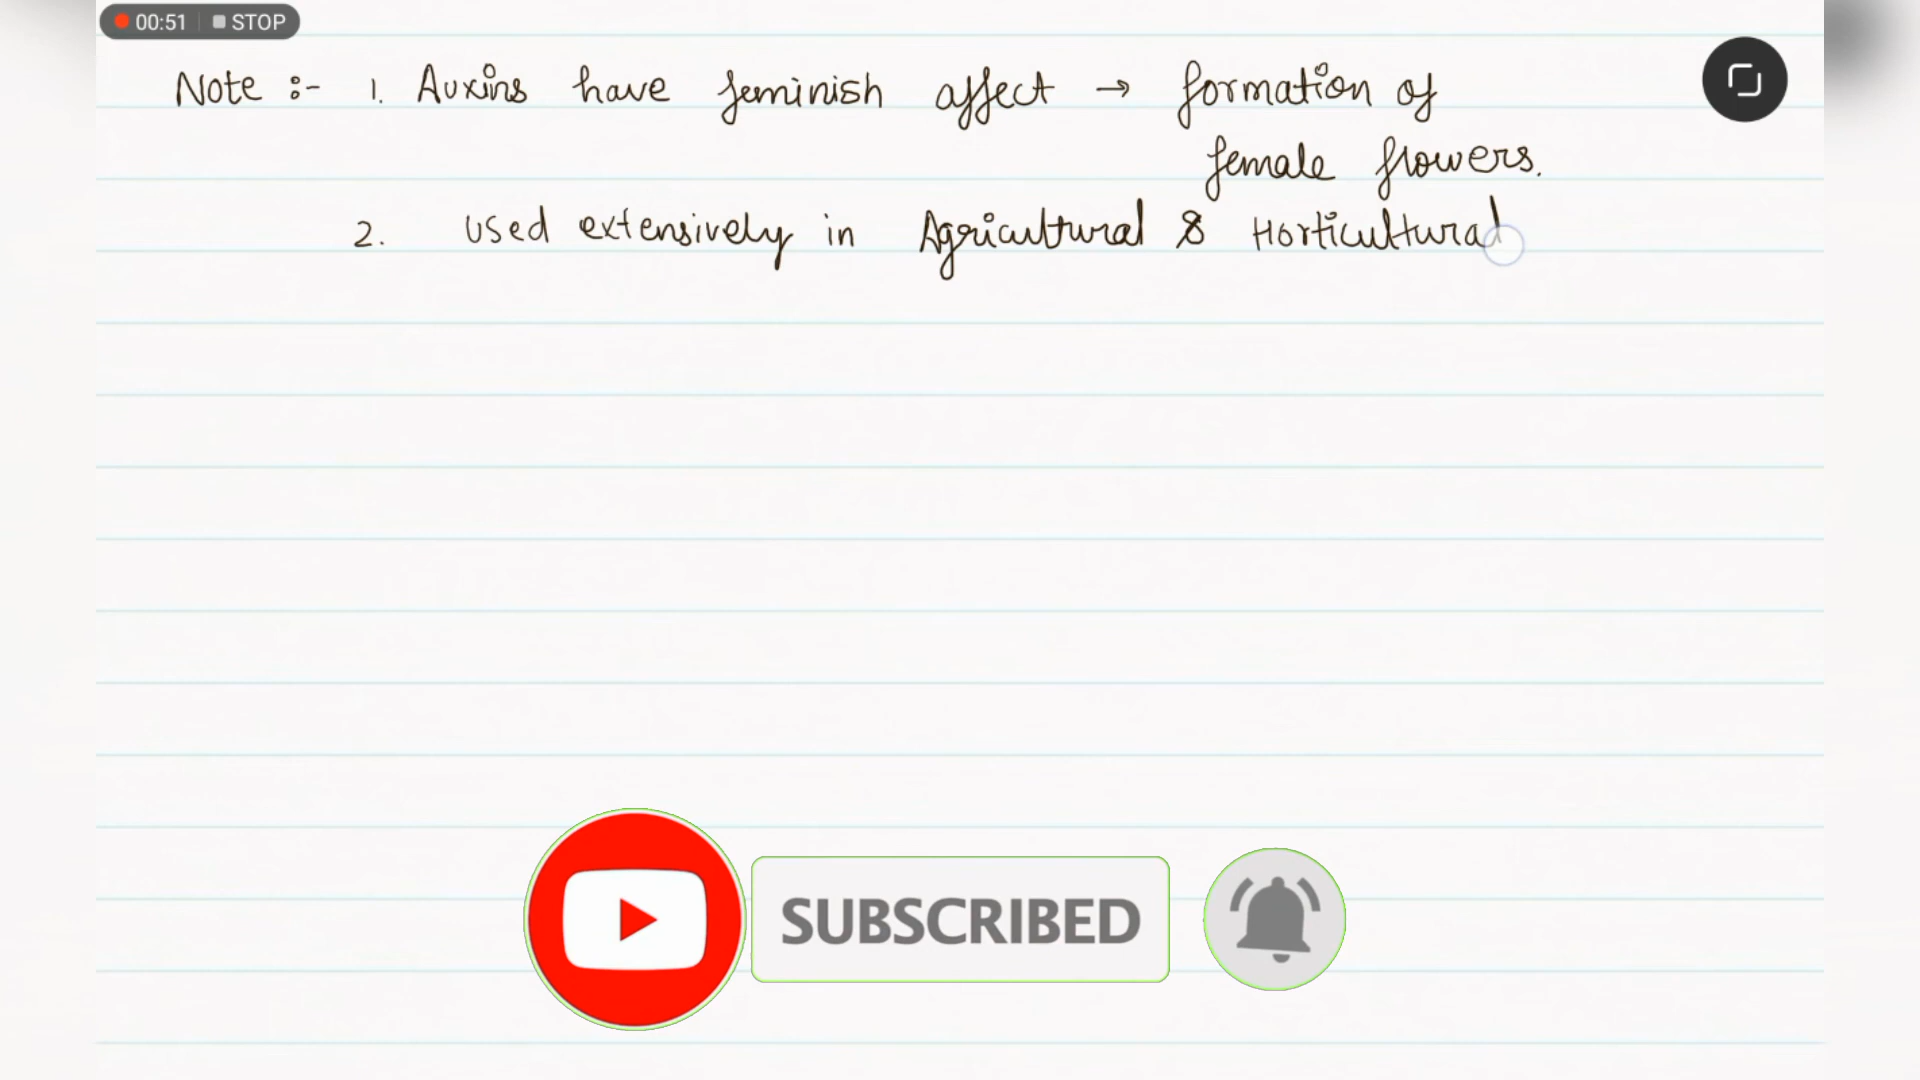 00:51 STOP
Note :- 1. Auxins have feminish affect → formation of
female flowers.
2. Used extensively in Agricultural & Horticultural
SUBSCRIBED